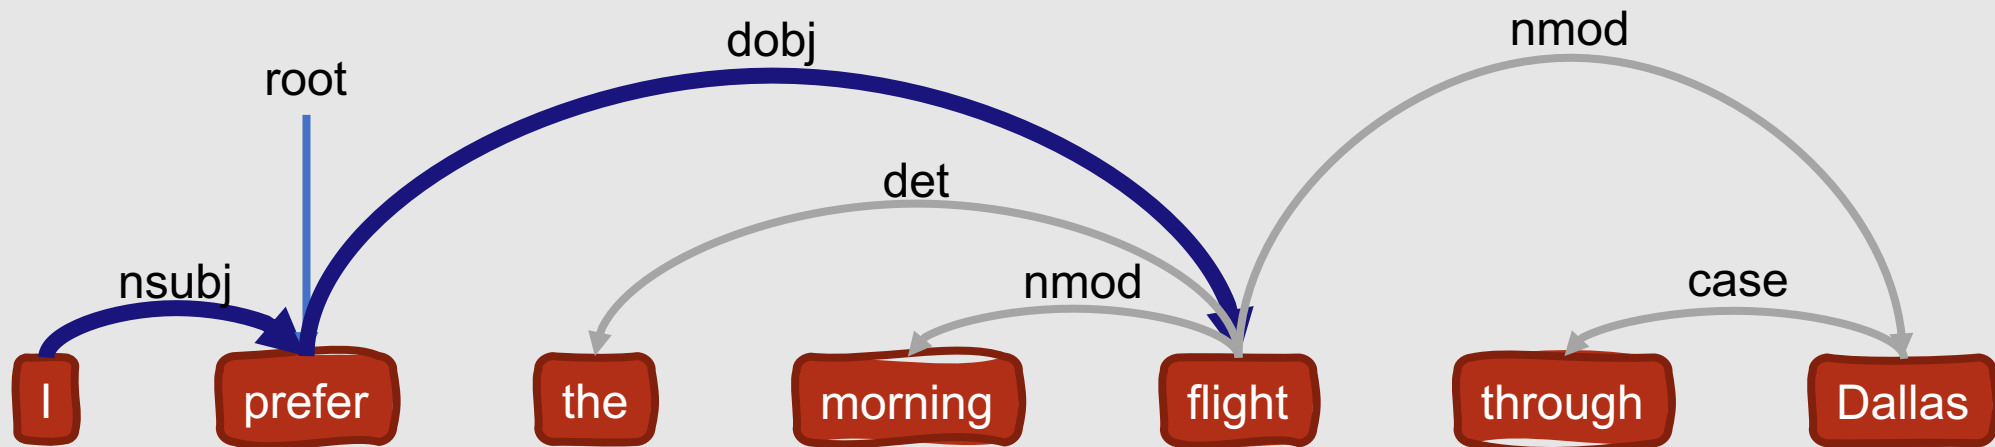 nmod
dobj
root
det
nsubj
nmod
case
I prefer the morning flight through Dallas